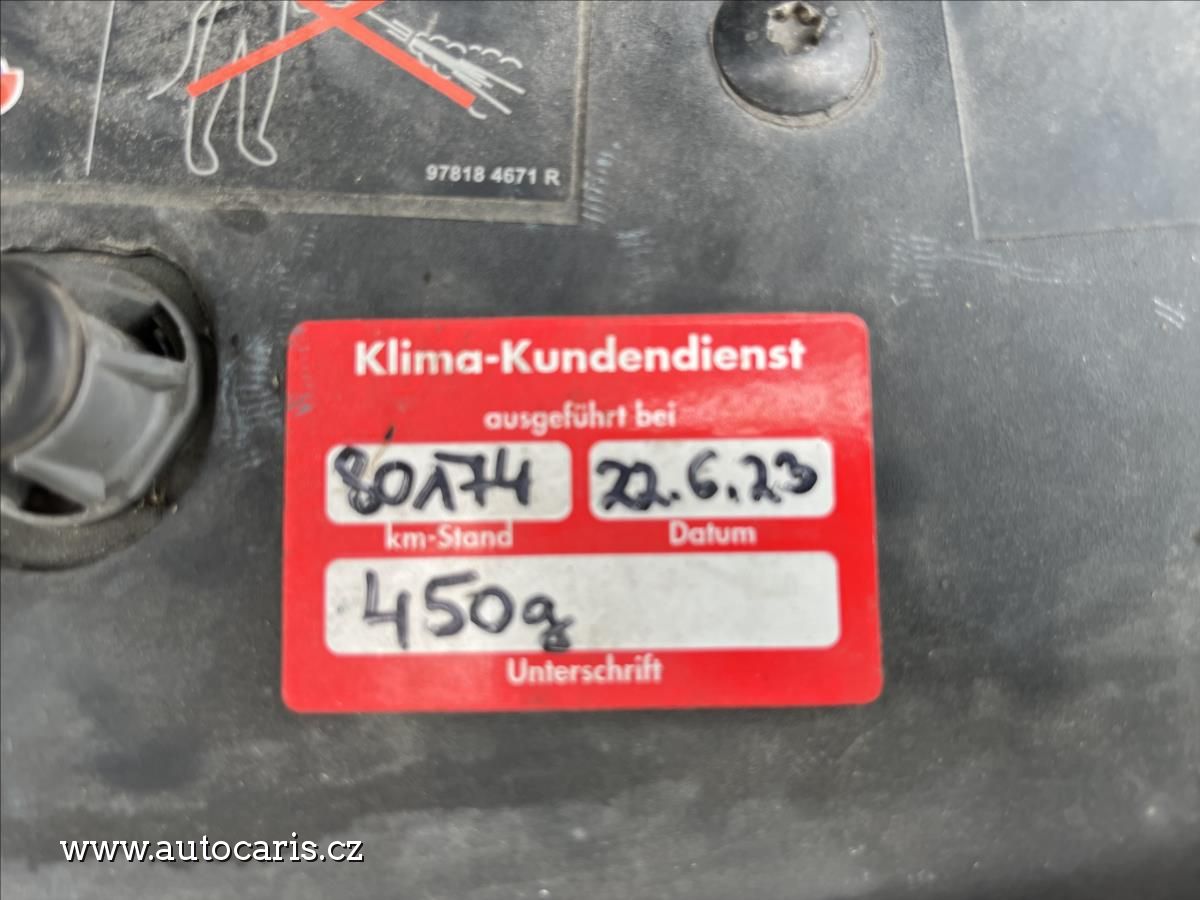 97818 4671 R
Klima-Kundendienst
ausgeführt bei
80174 22.6.23
km-Stand Datum
450g
Unterschrift
www.autocaris.cz